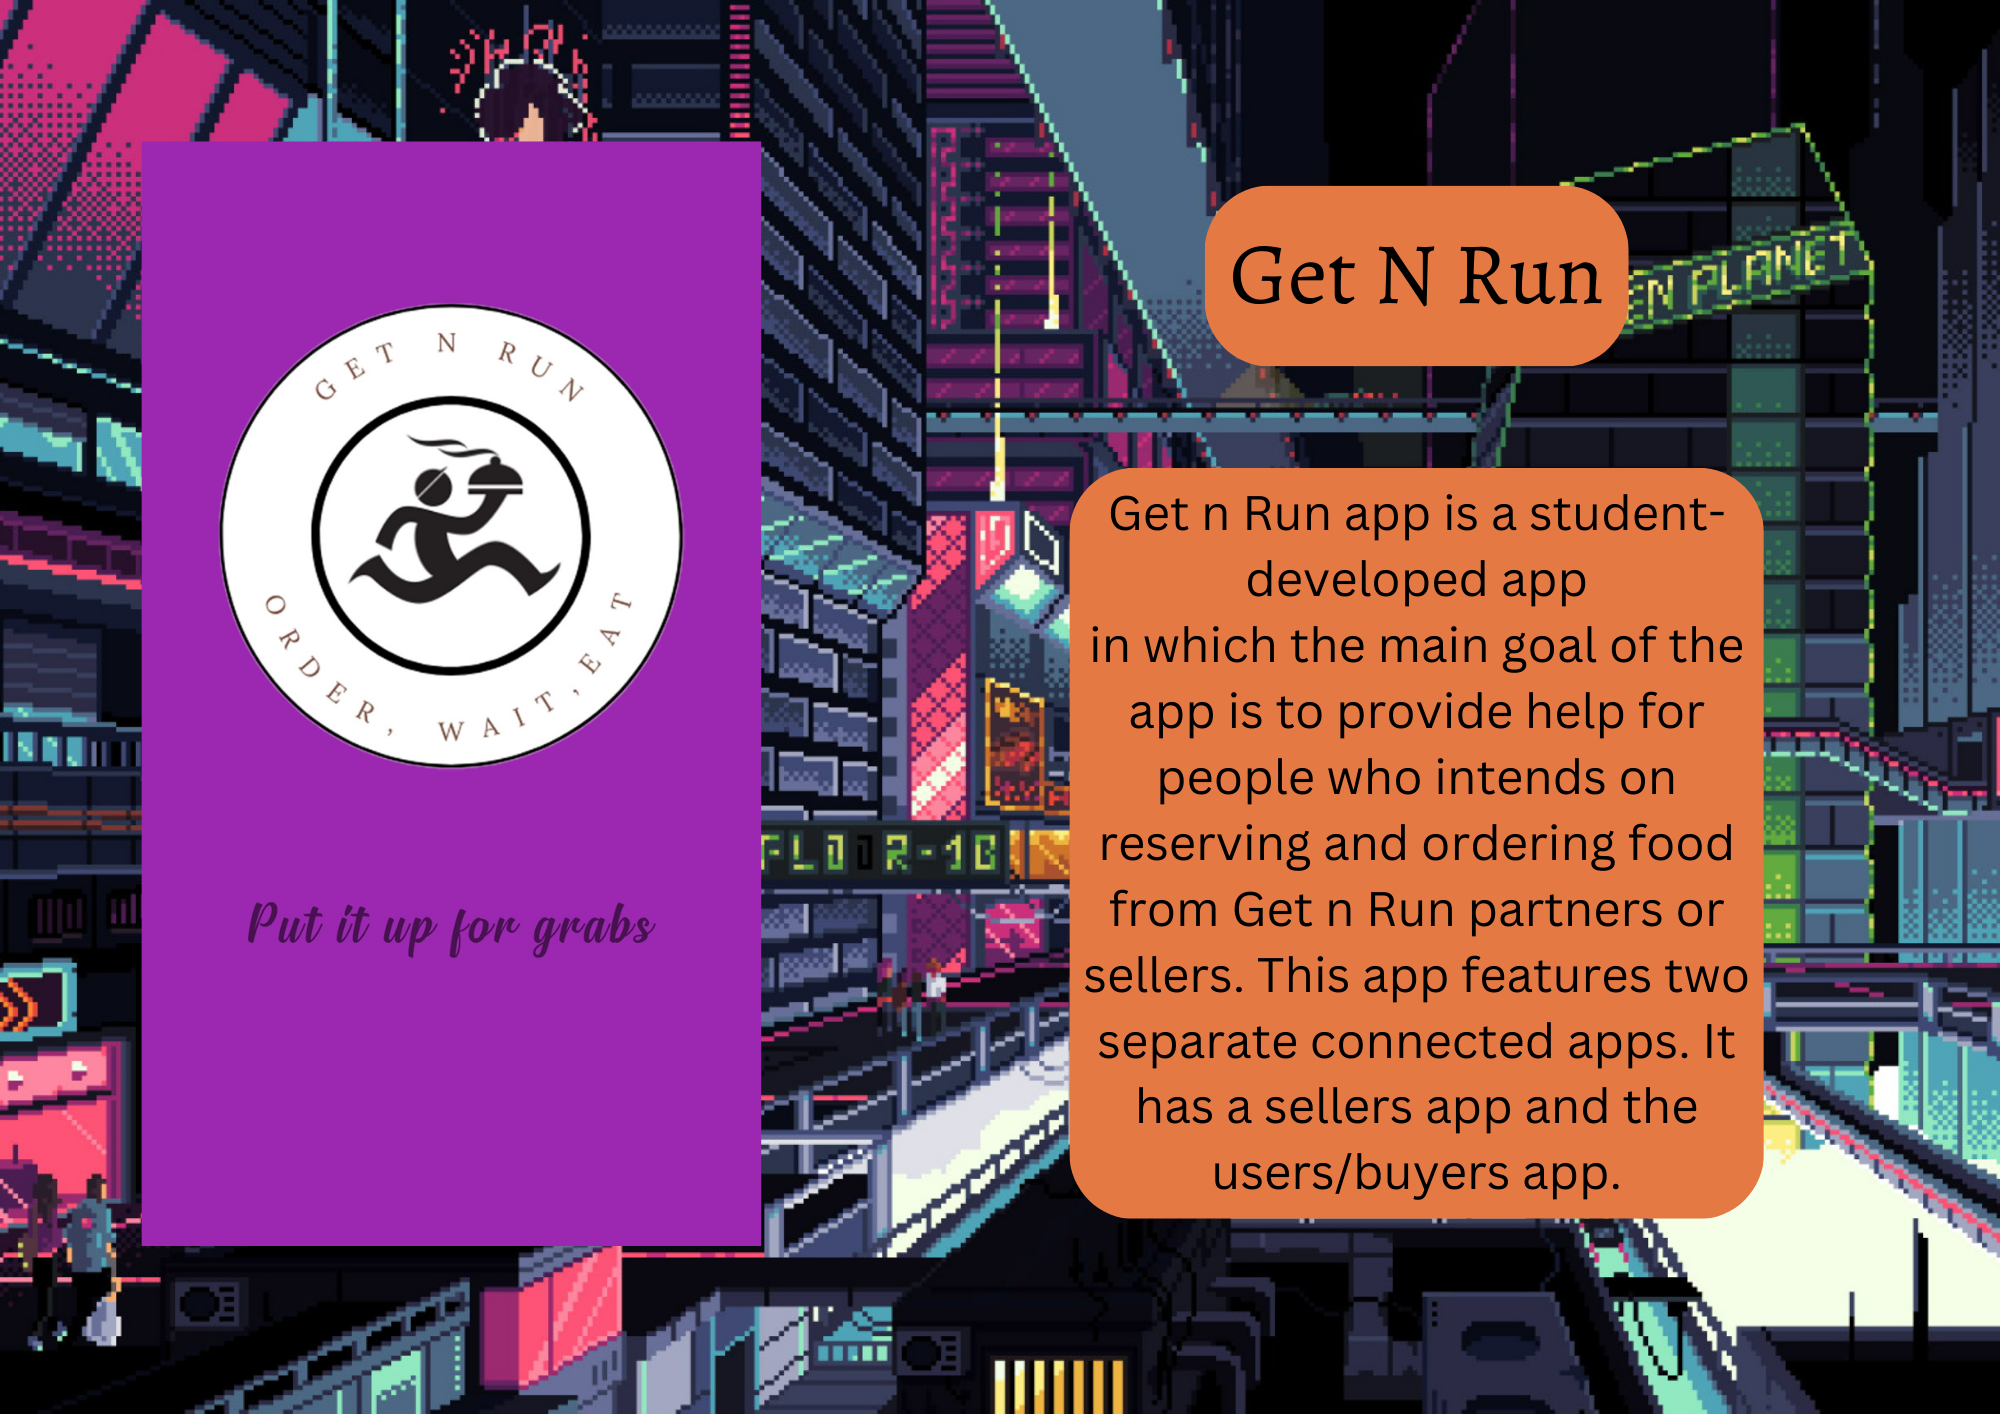 GET N RUN
ORDER, WAIT, EAT
Put it up for grabs
Get N Run
EN PLANET
FLOOR-10
Get n Run app is a student-
developed app
in which the main goal of the
app is to provide help for
people who intends on
reserving and ordering food
from Get n Run partners or
sellers. This app features two
separate connected apps. It
has a sellers app and the
users/buyers app.